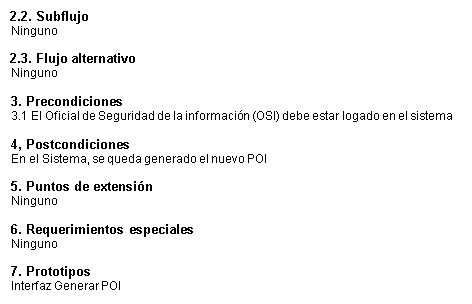 2.2. Subflujo
Ninguno
2.3. Flujo alternativo
Ninguno
3. Precondiciones
3.1 El Oficial de Seguridad de la información (OSI) debe estar logado en el sistema
4, Postcondiciones
En el Sistema, se queda generado el nuevo POI
5. Puntos de extensión
Ninguno
6. Requerimientos especiales
Ninguno
7. Prototipos
Interfaz Generar POI